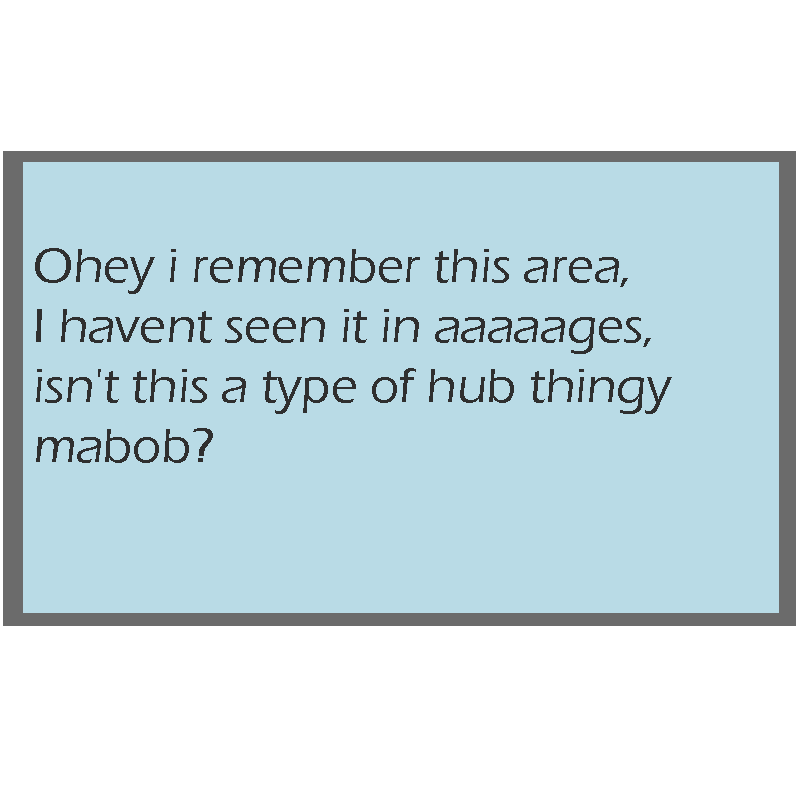 Ohey i remember this area,
I havent seen it in aaaaages,
isn't this a type of hub thingy
mabob?